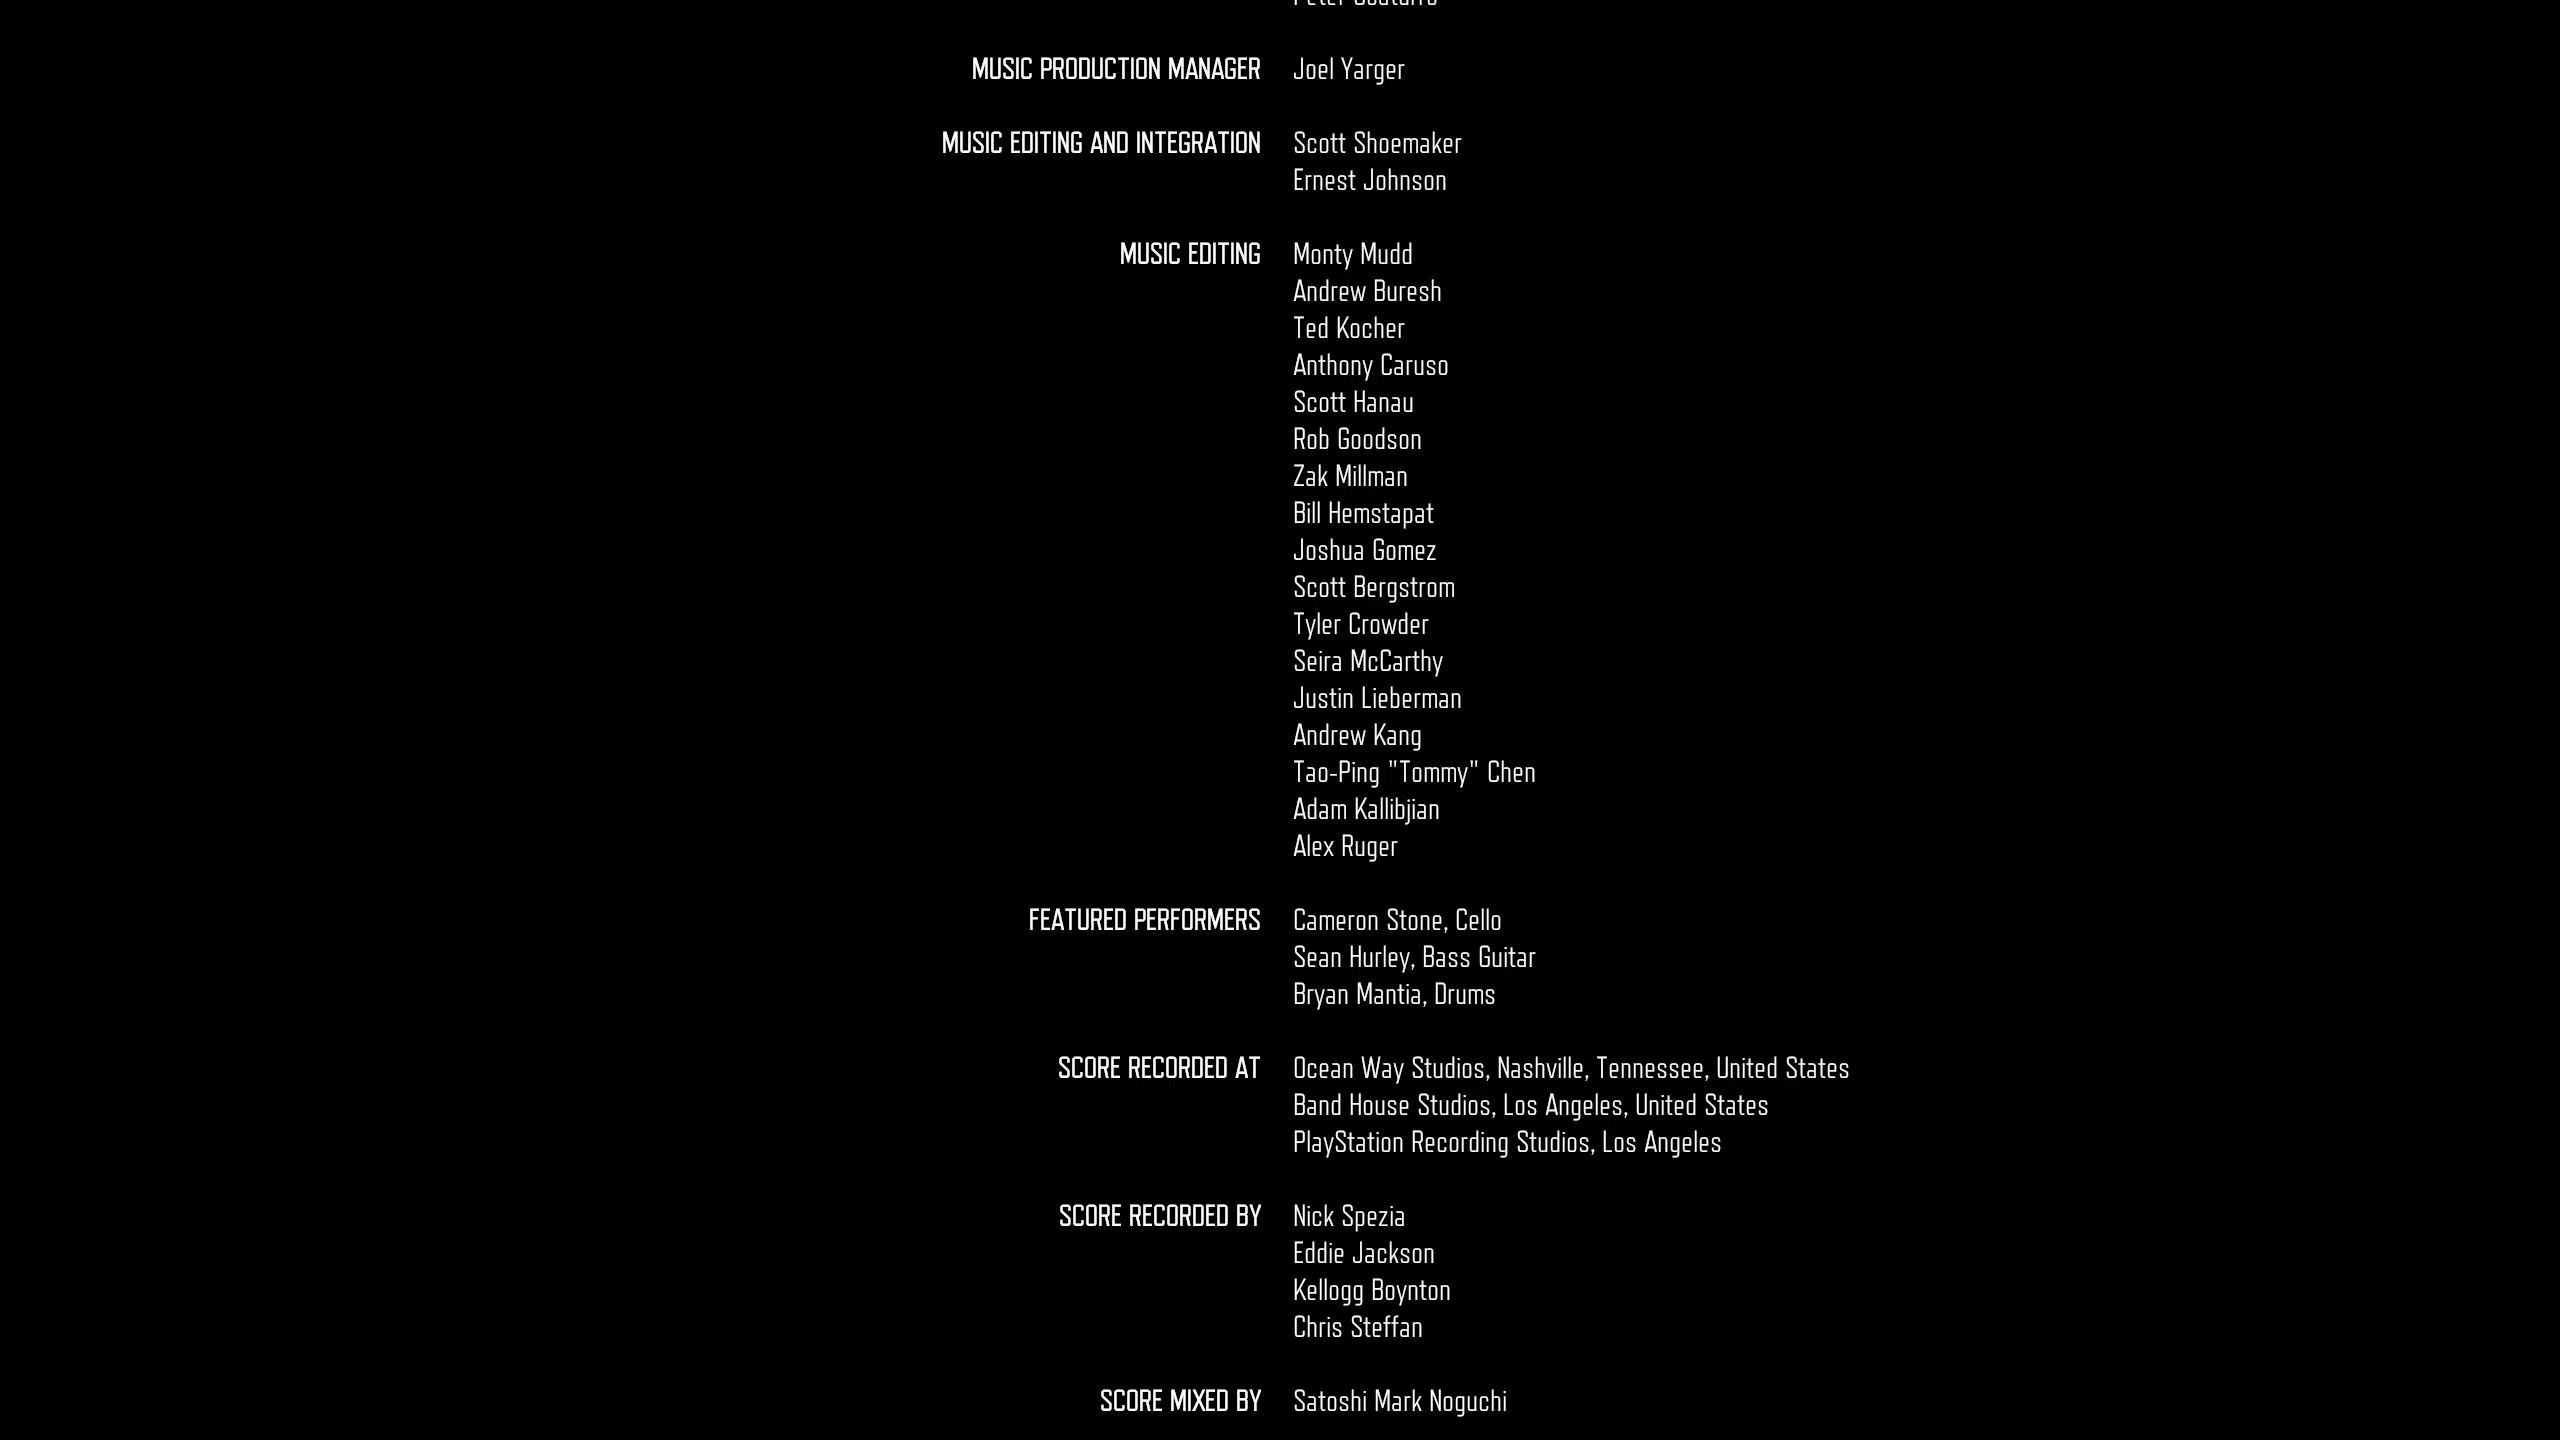 MUSIC PRODUCTION MANAGER Joel Yarger
MUSIC EDITING AND INTEGRATION Scott Shoemaker
Ernest Johnson
MUSIC EDITING Monty Mudd
Andrew Buresh
Ted Kocher
Anthony Caruso
Scott Hanau
Rob Goodson
Zak Millman
Bill Hemstapat
Joshua Gomez
Scott Bergstrom
Tyler Crowder
Seira McCarthy
Justin Lieberman
Andrew Kang
Tao-Ping "Tommy" Chen
Adam Kallibjian
Alex Ruger
FEATURED PERFORMERS Cameron Stone, Cello
Sean Hurley, Bass Guitar
Bryan Mantia, Drums
SCORE RECORDED AT Ocean Way Studios, Nashville, Tennessee, United States
Band House Studios, Los Angeles, United States
PlayStation Recording Studios, Los Angeles
SCORE RECORDED BY Nick Spezia
Eddie Jackson
Kellogg Boynton
Chris Steffan
SCORE MIXED BY Satoshi Mark Noguchi